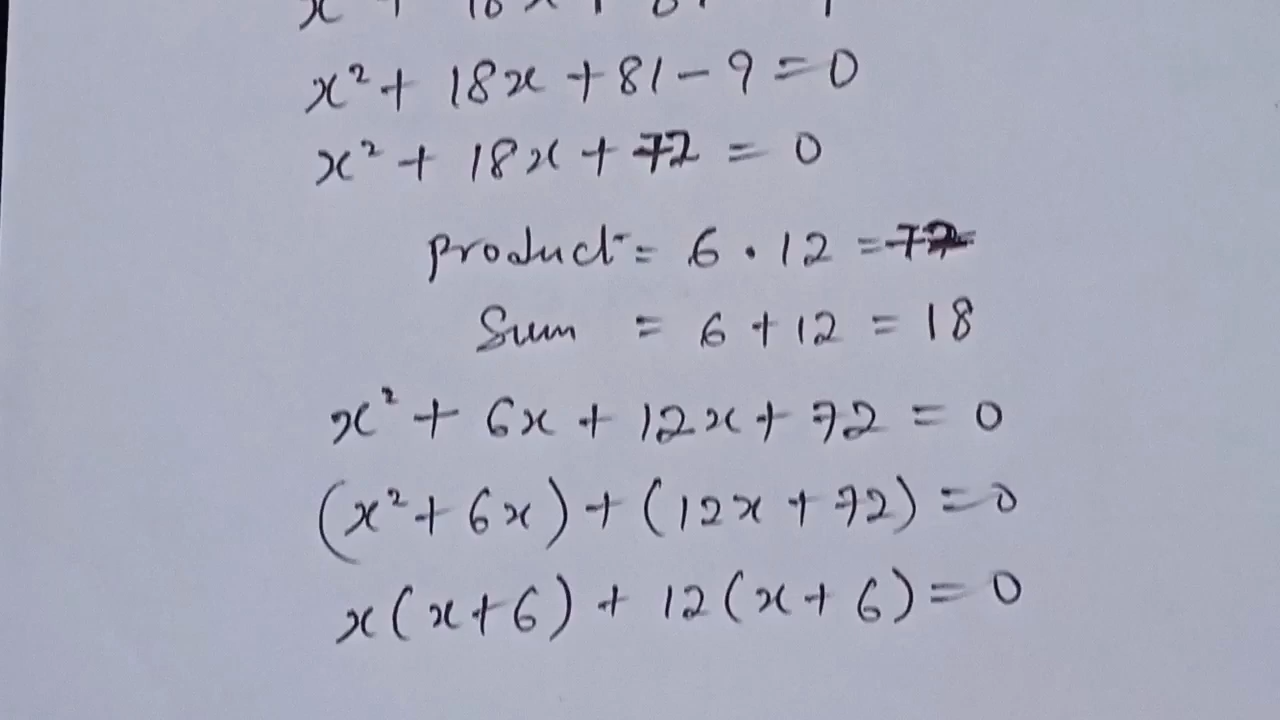 x² + 18x + 81 - 9 = 0
x² + 18x + 72 = 0
product = 6 . 12 = 72
Sum = 6 + 12 = 18
x² + 6x + 12x + 72 = 0
(x² + 6x) + (12x + 72) = 0
x(x+6) + 12(x+6) = 0